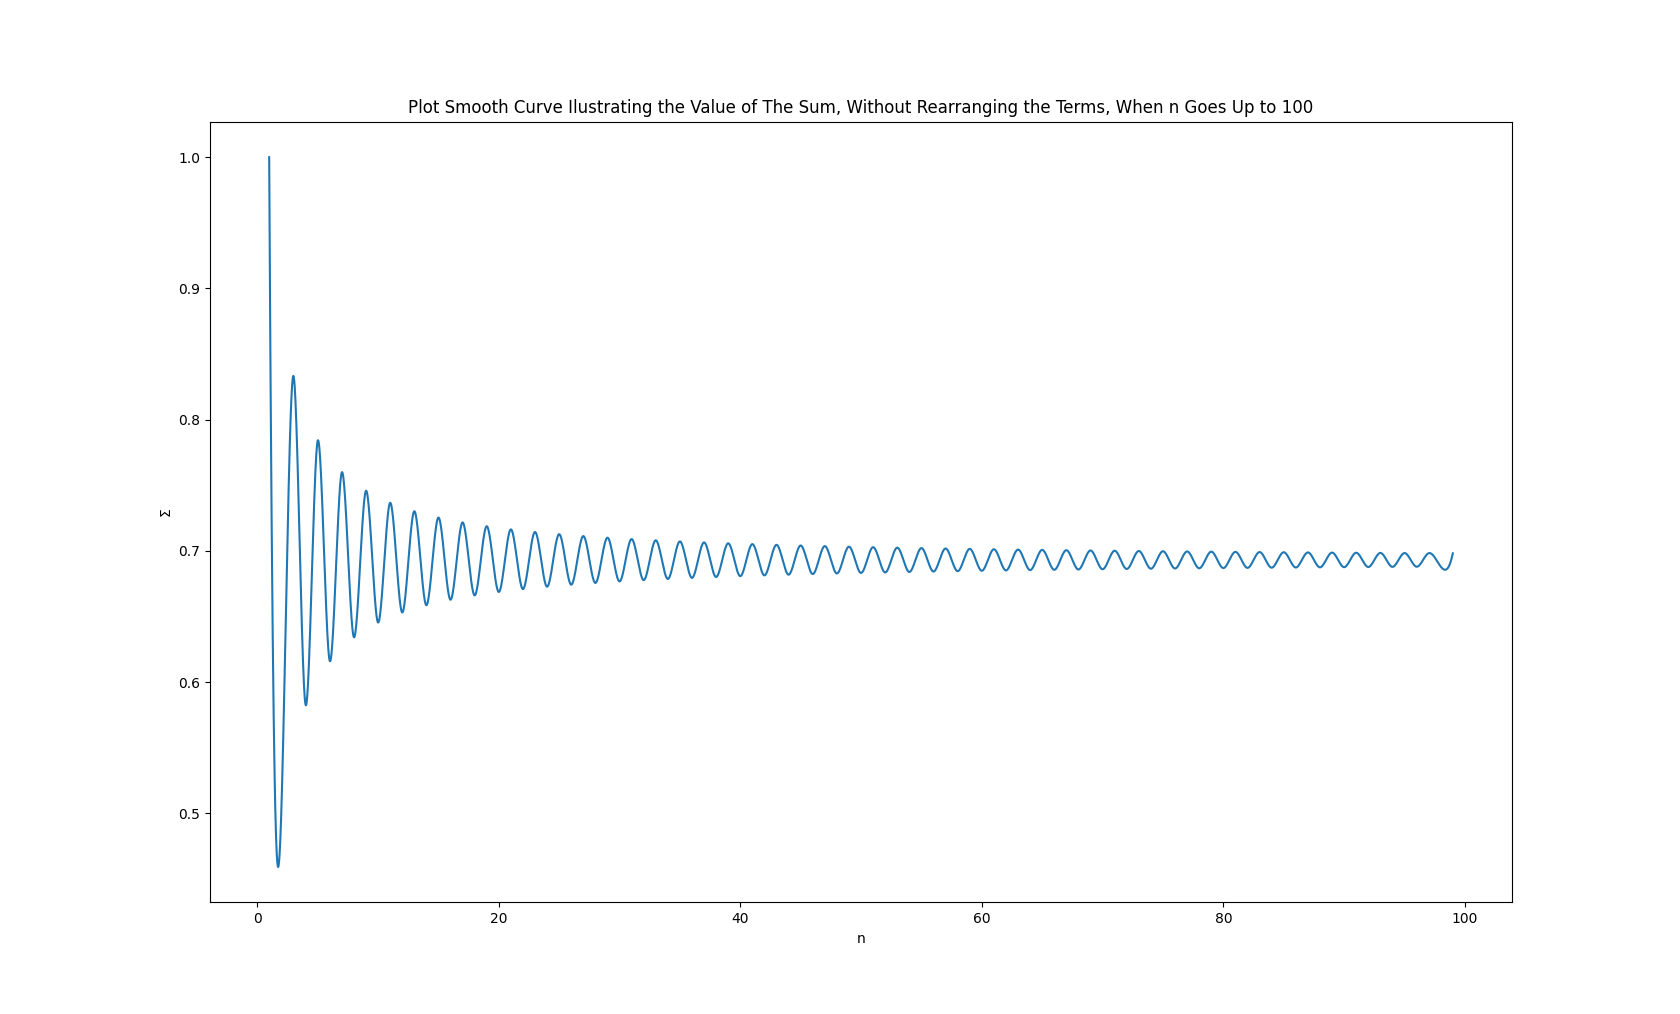 Plot Smooth Curve Ilustrating the Value of The Sum, Without Rearranging the Terms, When n Goes Up to 100
1.0
0.9
0.8
0.7
0.6
0.5
Σ
0 20 40 60 80 100
n